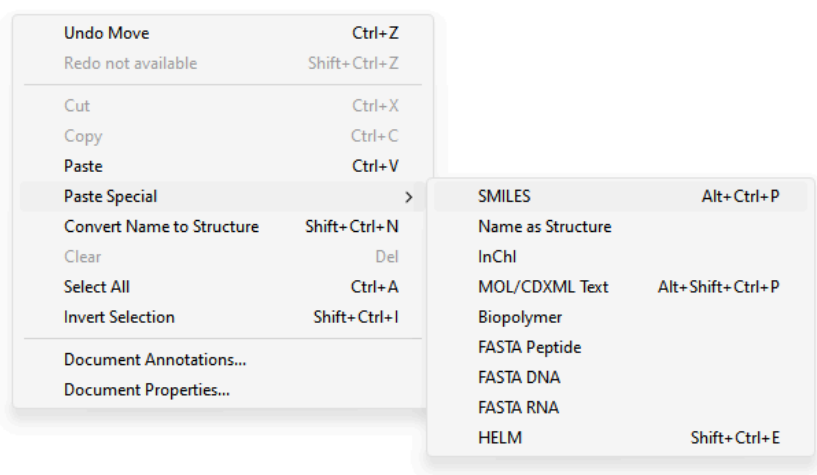 Undo Move Ctrl+Z
Redo not available Shift+Ctrl+Z
Cut Ctrl+X
Copy Ctrl+C
Paste Ctrl+V
Paste Special >
Convert Name to Structure Shift+Ctrl+N
Clear Del
Select All Ctrl+A
Invert Selection Shift+Ctrl+I
Document Annotations...
Document Properties...
SMILES Alt+Ctrl+P
Name as Structure
InChI
MOL/CDXML Text Alt+Shift+Ctrl+P
Biopolymer
FASTA Peptide
FASTA DNA
FASTA RNA
HELM Shift+Ctrl+E